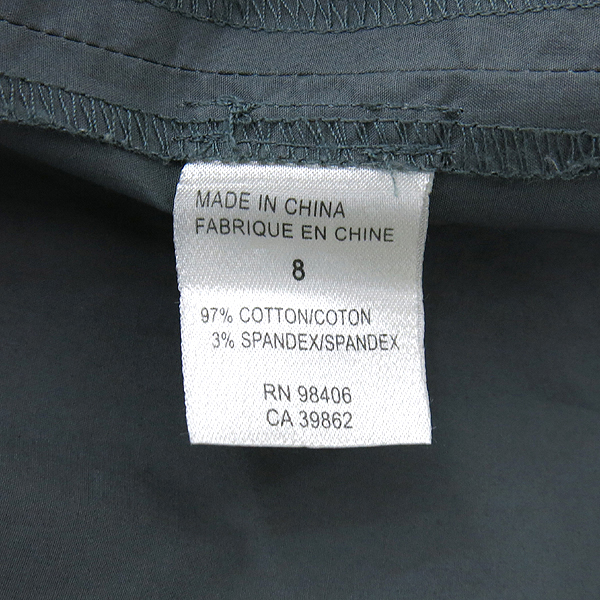 MADE IN CHINA
FABRIQUE EN CHINE
8
97% COTTON/COTON
3% SPANDEX/SPANDEX
RN 98406
CA 39862